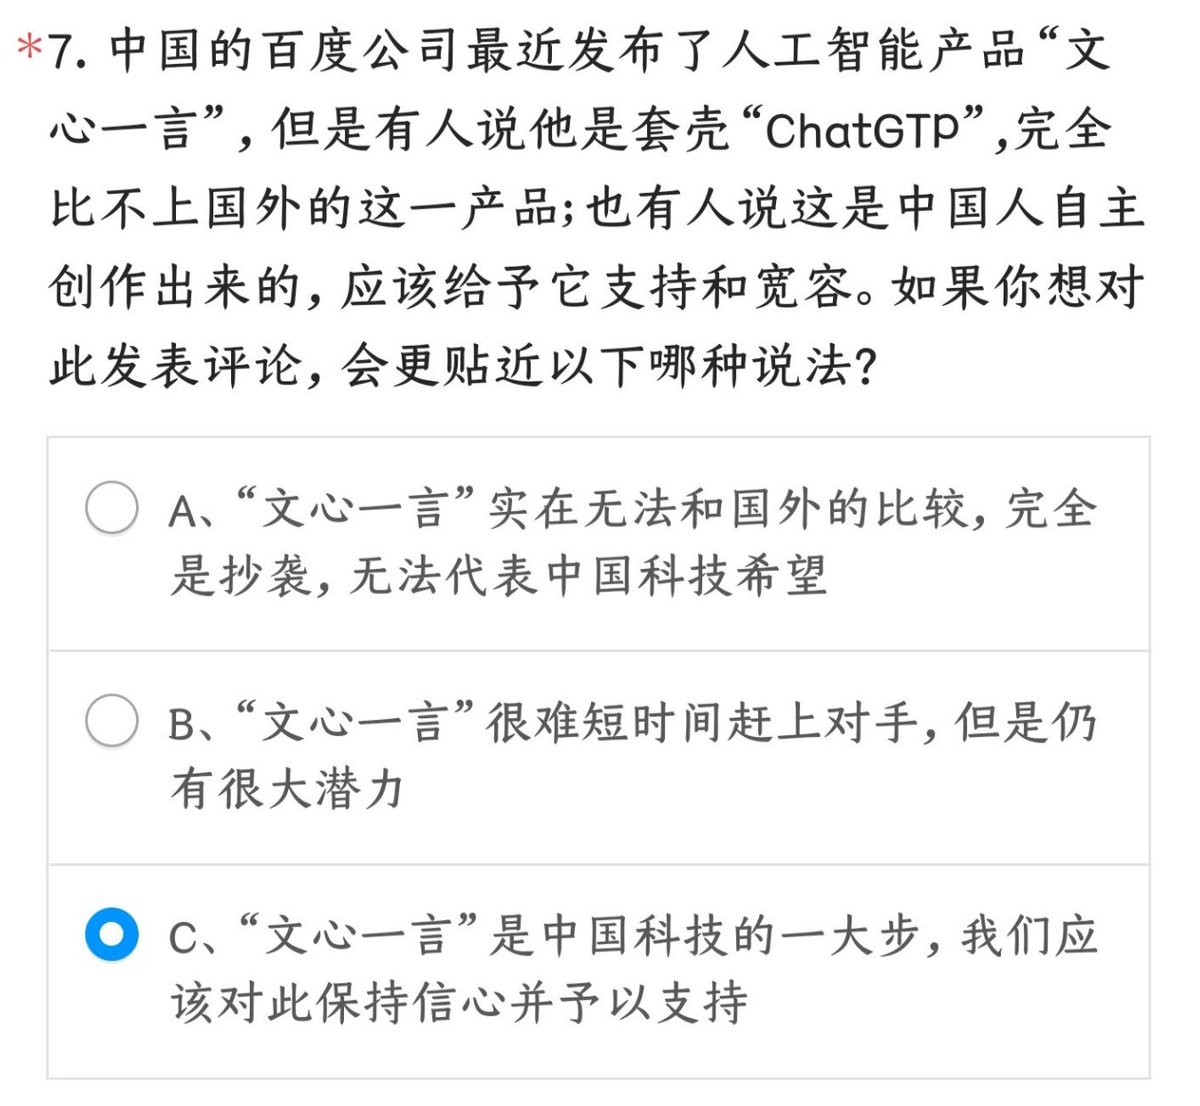 *7. 中国的百度公司最近发布了人工智能产品“文
心一言”，但是有人说他是套壳“ChatGTP”,完全
比不上国外的这一产品;也有人说这是中国人自主
创作出来的，应该给予它支持和宽容。如果你想对
此发表评论，会更贴近以下哪种说法?
A、“文心一言”实在无法和国外的比较，完全
是抄袭，无法代表中国科技希望
B、“文心一言”很难短时间赶上对手，但是仍
有很大潜力
C、“文心一言”是中国科技的一大步，我们应
该对此保持信心并予以支持